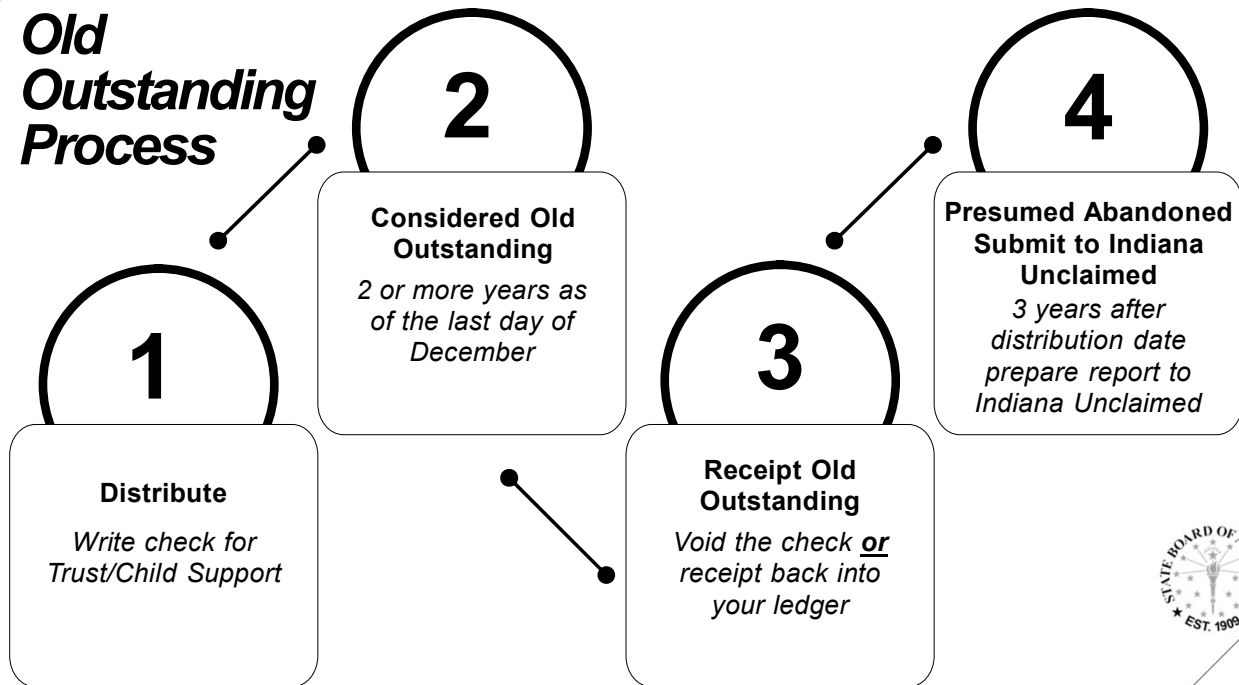 Old
Outstanding
Process
1
Distribute
Write check for
Trust/Child Support
2
Considered Old
Outstanding
2 or more years as
of the last day of
December
3
Receipt Old
Outstanding
Void the check or
receipt back into
your ledger
4
Presumed Abandoned
Submit to Indiana
Unclaimed
3 years after
distribution date
prepare report to
Indiana Unclaimed
STATE BOARD OF
EST. 1909